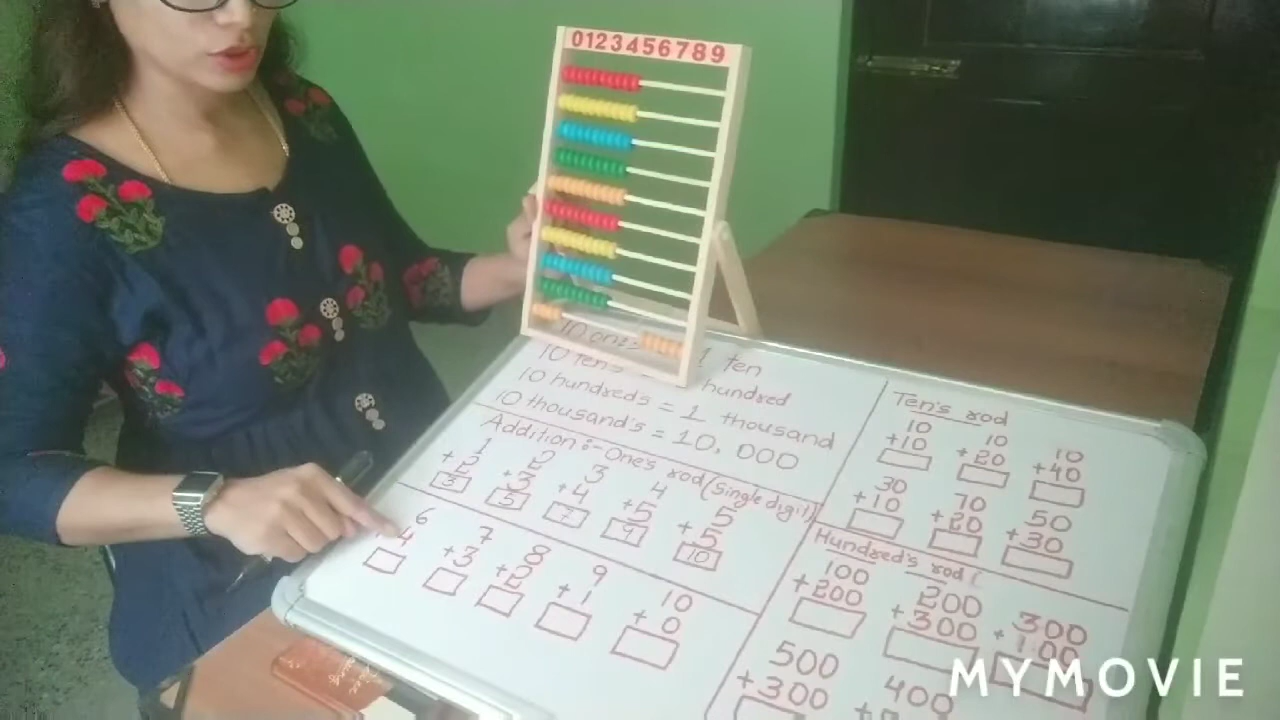 0123456789
10 ones 1 ten
10 ten's hundred
10 hundreds = 1 thousand
10 thousands = 10,000
Addition:- One's rod (single digit)
1 2 3 4 5
+2 +3 +4 +5 +5
3 5 7 9 10
6 7 8 9 10
4 +3 +2 +1 +0
Ten's rod
10 10 10
+10 +20 +40
30 70 50
+10 +20 +30
Hundred's rod
100 200 300
+200 +300 +100
500 400
+300 +
MYMOVIE